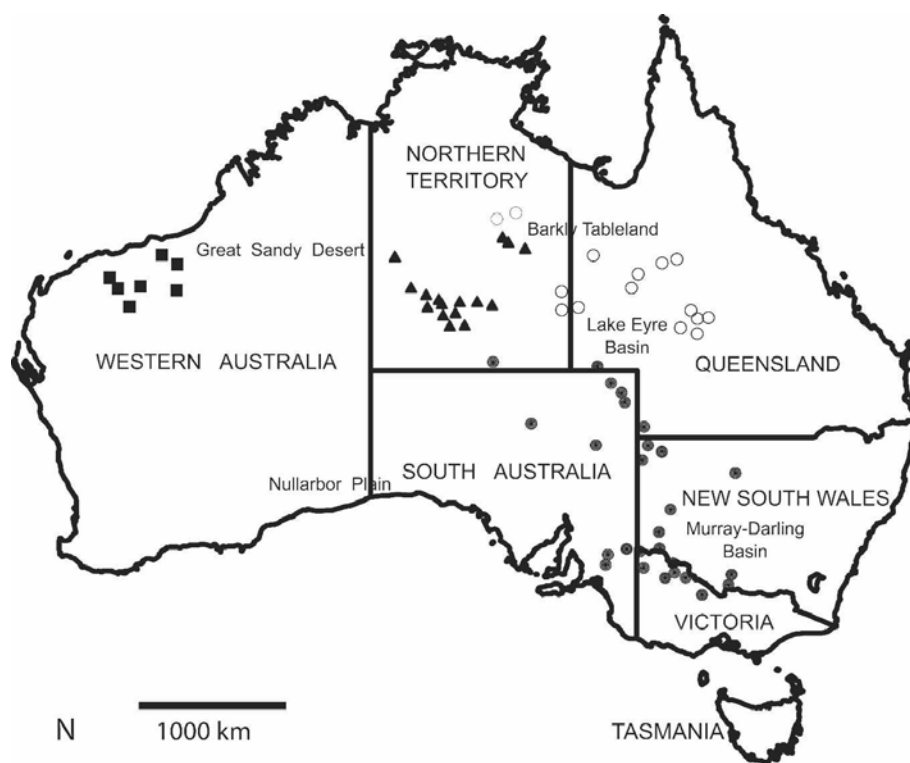 NORTHERN
TERRITORY
Barkly Tableland
Great Sandy Desert
Lake Eyre
Basin
WESTERN AUSTRALIA
QUEENSLAND
SOUTH AUSTRALIA
Nullarbor Plain
NEW SOUTH WALES
Murray-Darling
Basin
VICTORIA
N
1000 km
TASMANIA